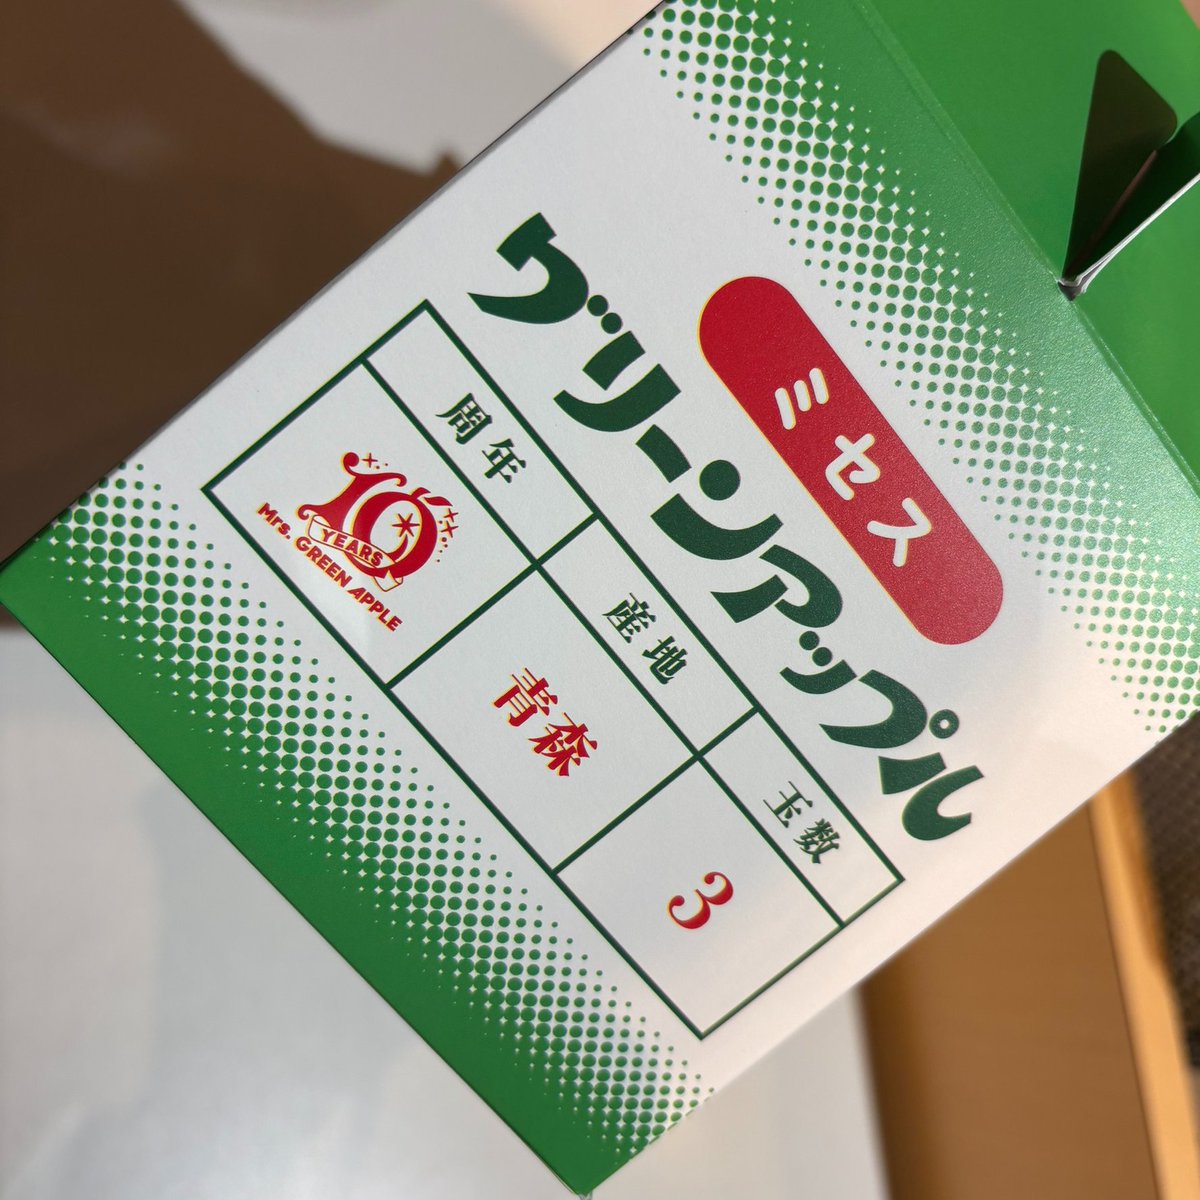 ミセス
グリーンアップル
周年 産地 玉数
10
YEARS
Mrs. GREEN APPLE
青森
3